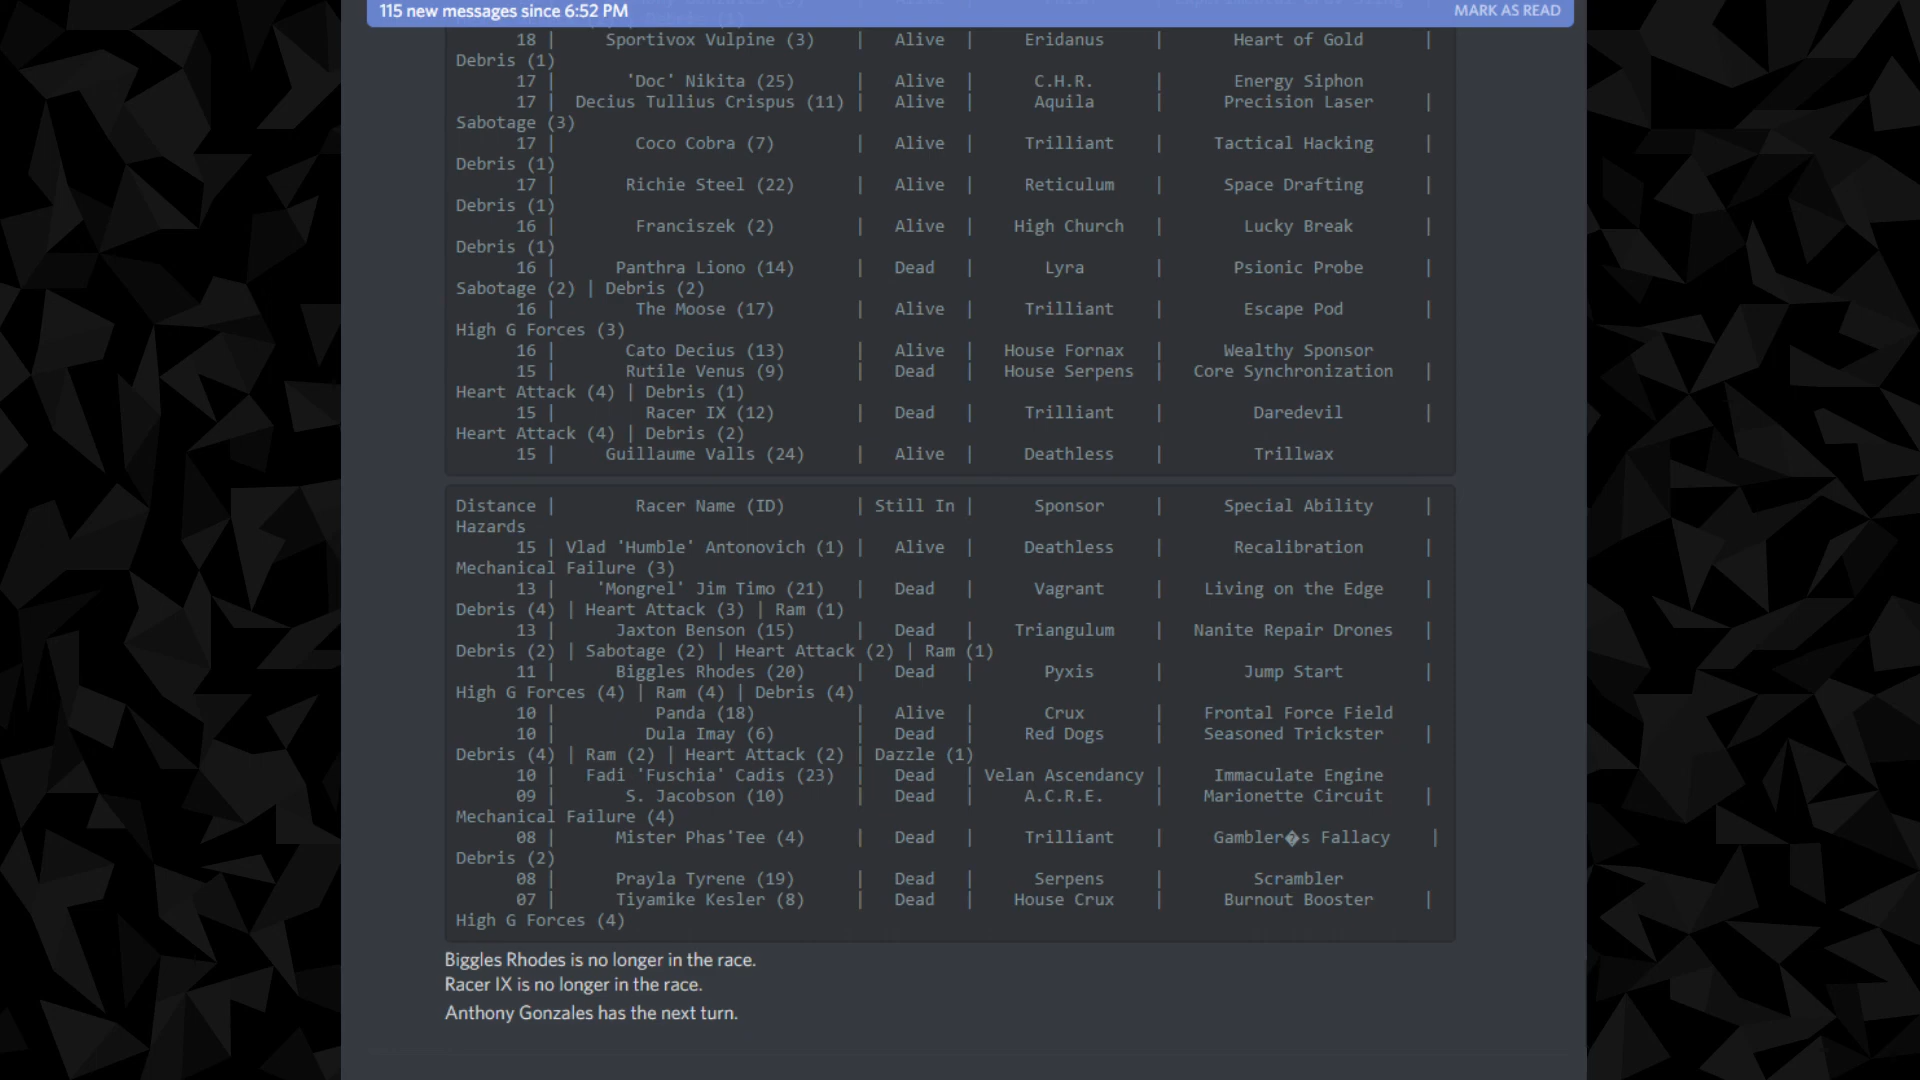 115 new messages since 6:52 PM MARK AS READ
18 | Sportivox Vulpine (3) | Alive | Eridanus | Heart of Gold |
Debris (1)
17 | 'Doc' Nikita (25) | Alive | C.H.R. | Energy Siphon
17 | Decius Tullius Crispus (11) | Alive | Aquila | Precision Laser |
Sabotage (3)
17 | Coco Cobra (7) | Alive | Trilliant | Tactical Hacking |
Debris (1)
17 | Richie Steel (22) | Alive | Reticulum | Space Drafting |
Debris (1)
16 | Franciszek (2) | Alive | High Church | Lucky Break |
Debris (1)
16 | Panthra Liono (14) | Dead | Lyra | Psionic Probe |
Sabotage (2) | Debris (2)
16 | The Moose (17) | Alive | Trilliant | Escape Pod |
High G Forces (3)
16 | Cato Decius (13) | Alive | House Fornax | Wealthy Sponsor
15 | Rutile Venus (9) | Dead | House Serpens | Core Synchronization |
Heart Attack (4) | Debris (1)
15 | Racer IX (12) | Dead | Trilliant | Daredevil |
Heart Attack (4) | Debris (2)
15 | Guillaume Valls (24) | Alive | Deathless | Trillwax
Distance | Racer Name (ID) | Still In | Sponsor | Special Ability |
Hazards
15 | Vlad 'Humble' Antonovich (1) | Alive | Deathless | Recalibration |
Mechanical Failure (3)
13 | 'Mongrel' Jim Timo (21) | Dead | Vagrant | Living on the Edge |
Debris (4) | Heart Attack (3) | Ram (1)
13 | Jaxton Benson (15) | Dead | Triangulum | Nanite Repair Drones |
Debris (2) | Sabotage (2) | Heart Attack (2) | Ram (1)
11 | Biggles Rhodes (20) | Dead | Pyxis | Jump Start |
High G Forces (4) | Ram (4) | Debris (4)
10 | Panda (18) | Alive | Crux | Frontal Force Field
10 | Dula Imay (6) | Dead | Red Dogs | Seasoned Trickster |
Debris (4) | Ram (2) | Heart Attack (2) | Dazzle (1)
10 | Fadi 'Fuschia' Cadis (23) | Dead | Velan Ascendancy | Immaculate Engine
09 | S. Jacobson (10) | Dead | A.C.R.E. | Marionette Circuit |
Mechanical Failure (4)
08 | Mister Phas'Tee (4) | Dead | Trilliant | Gambler�s Fallacy |
Debris (2)
08 | Prayla Tyrene (19) | Dead | Serpens | Scrambler
07 | Tiyamike Kesler (8) | Dead | House Crux | Burnout Booster |
High G Forces (4)
Biggles Rhodes is no longer in the race.
Racer IX is no longer in the race.
Anthony Gonzales has the next turn.